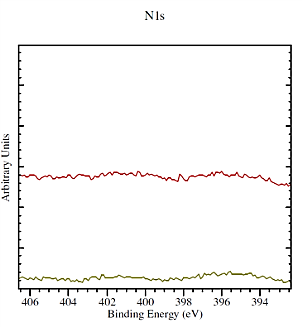 N1s
Arbitrary Units
406 404 402 400 398 396 394
Binding Energy (eV)